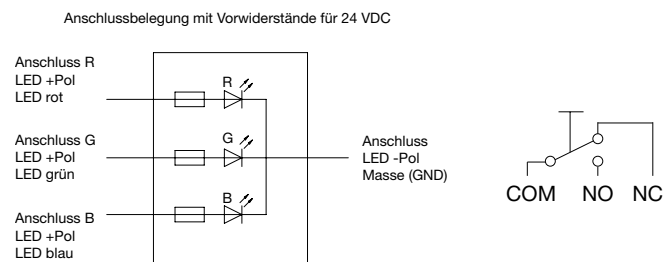 Anschlussbelegung mit Vorwiderstände für 24 VDC
Anschluss R
LED +Pol
LED rot
R
Anschluss G
LED +Pol
LED grün
G
Anschluss
LED -Pol
Masse (GND)
Anschluss B
LED +Pol
LED blau
B
COM NO NC